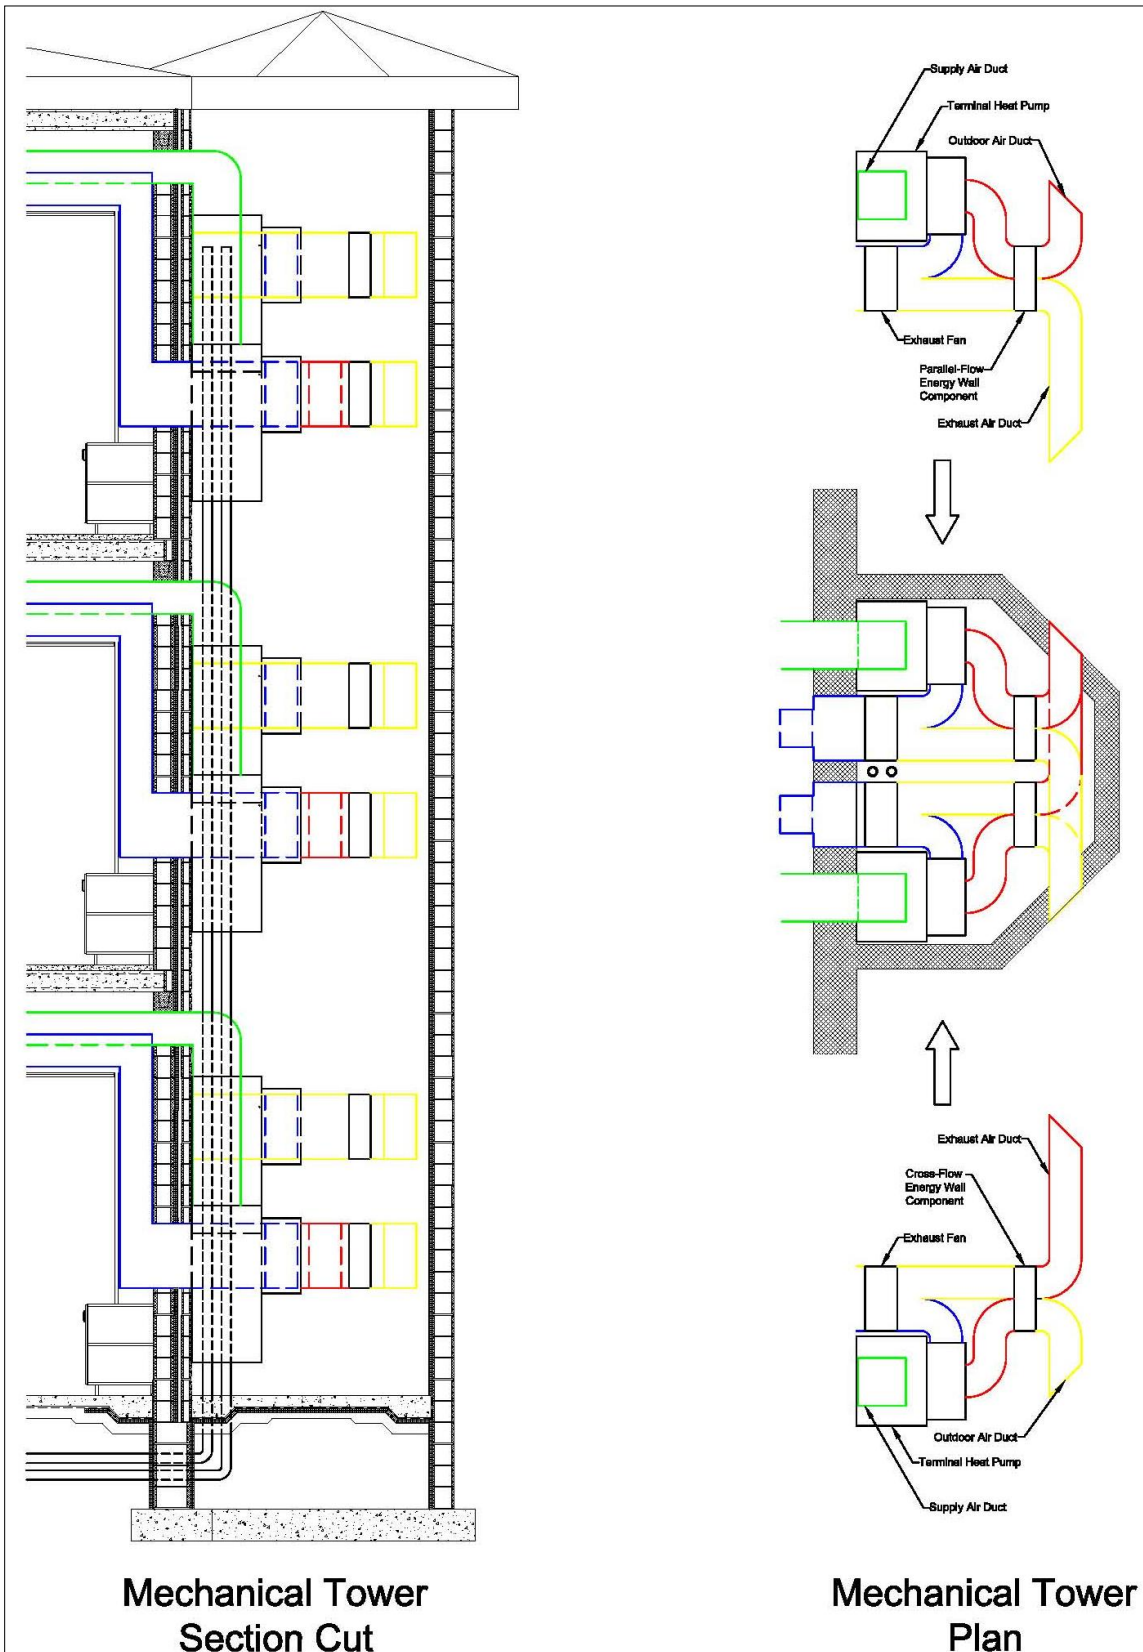 Supply Air Duct
Terminal Heat Pump
Outdoor Air Duct
Exhaust Fan
Parallel-Flow
Energy Wall
Component
Exhaust Air Duct
Exhaust Air Duct
Cross-Flow
Energy Wall
Component
Exhaust Fan
Outdoor Air Duct
Terminal Heat Pump
Supply Air Duct
Mechanical Tower
Section Cut
Mechanical Tower
Plan